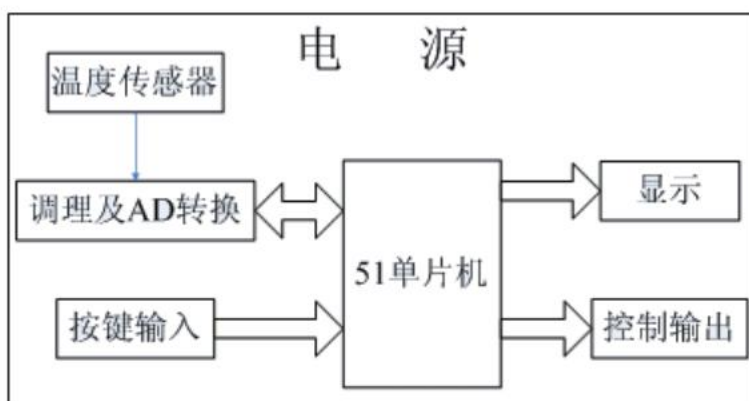 电 源
温度传感器
调理及AD转换
显示
51单片机
按键输入
控制输出